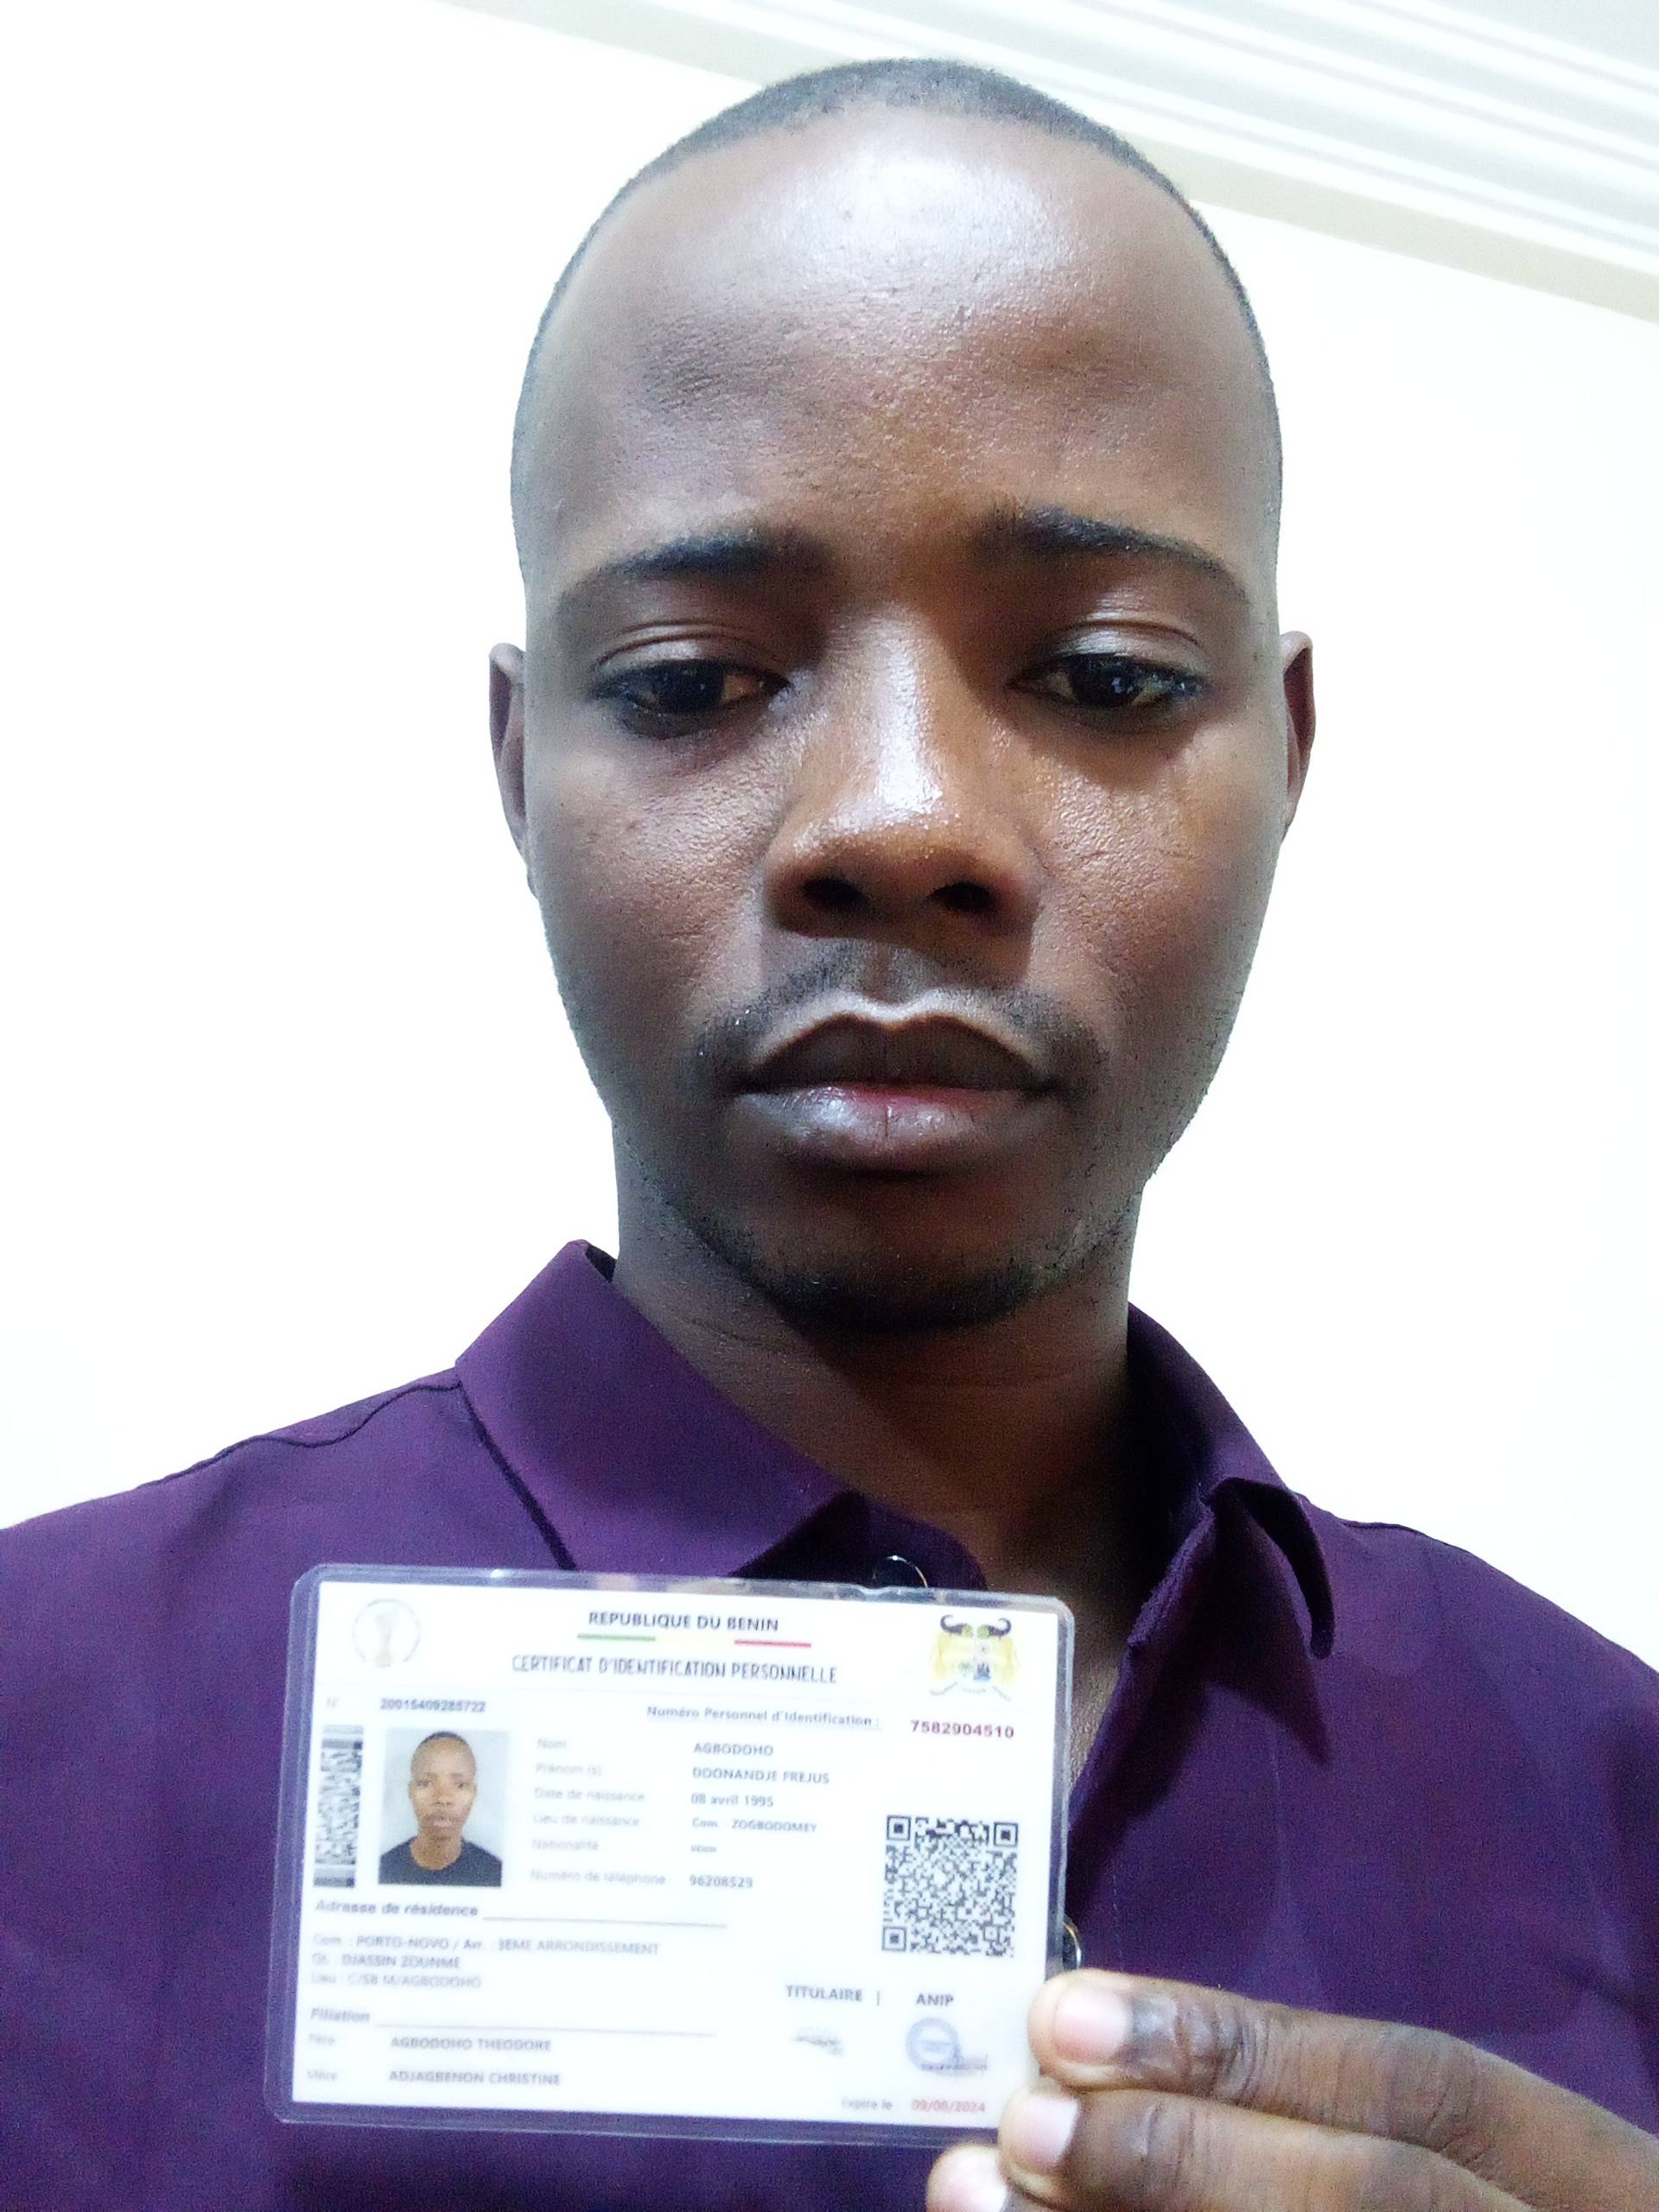 REPUBLIQUE DU BENIN
CERTIFICAT D'IDENTIFICATION PERSONNELLE
N° 20015409285722
Numéro Personnel d'Identification : 7582904510
Nom AGBODOHO
Prénom (s) DOONANDJE FREJUS
Date de naissance 08 avril 1995
Lieu de naissance Com : ZOGBODOMEY
Nationalité
Numéro de téléphone 96208529
Adresse de résidence
Com : PORTO-NOVO / Arr : 3EME ARRONDISSEMENT
Qt. : DJASSIN ZOUNME
Lieu : C/SB M/AGBODOHO
TITULAIRE | ANIP
Filiation
Père : AGBODOHO THEODORE
Mère : ADJAGBENON CHRISTINE
Expire le 09/08/2024